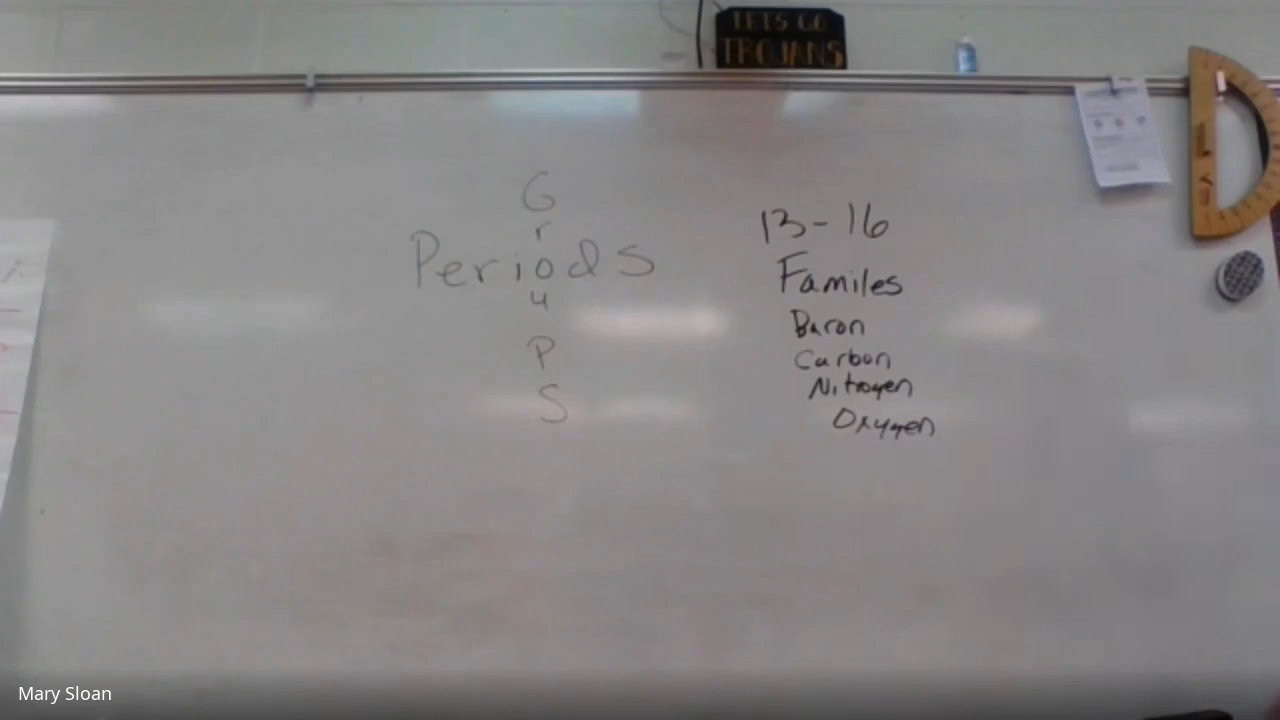 LETS GO
TROJANS
G
r
Periods
u
P
S
13-16
Familes
Baron
Carbon
Nitrogen
Oxygen
Mary Sloan